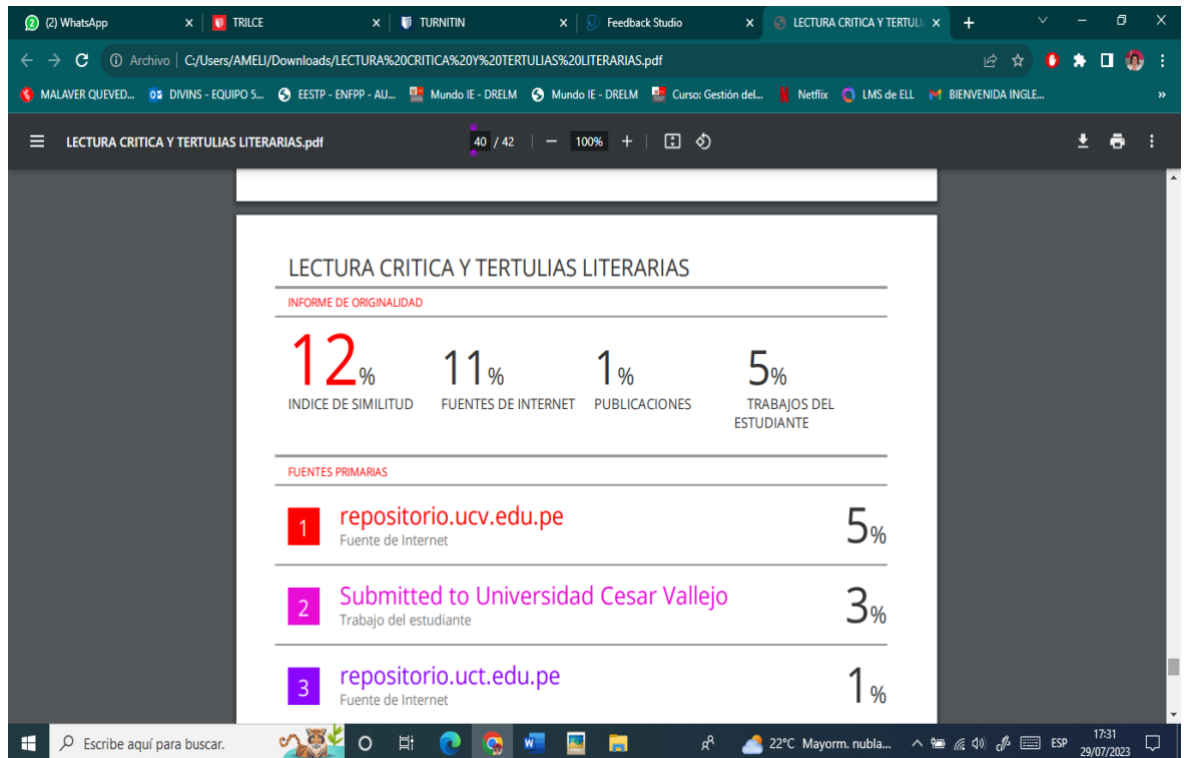 (2) WhatsApp
TRILCE
TURNITIN
Feedback Studio
LECTURA CRITICA Y TERTULI
Archivo | C:/Users/AMELI/Downloads/LECTURA%20CRITICA%20Y%20TERTULIAS%20LITERARIAS.pdf
MALAVER QUEVED... DIVINS - EQUIPO 5... EESTP - ENFPP - AU... Mundo IE - DRELM Mundo IE - DRELM Curso: Gestión del... Netflix LMS de ELL BIENVENIDA INGLE... »
LECTURA CRITICA Y TERTULIAS LITERARIAS.pdf 40 / 42 100%
LECTURA CRITICA Y TERTULIAS LITERARIAS
INFORME DE ORIGINALIDAD
12% 11% 1% 5%
INDICE DE SIMILITUD FUENTES DE INTERNET PUBLICACIONES TRABAJOS DEL
ESTUDIANTE
FUENTES PRIMARIAS
1 repositorio.ucv.edu.pe 5%
Fuente de Internet
2 Submitted to Universidad Cesar Vallejo 3%
Trabajo del estudiante
3 repositorio.uct.edu.pe 1%
Fuente de Internet
Escribe aquí para buscar. 22°C Mayorm. nubla... ESP 17:31
29/07/2023